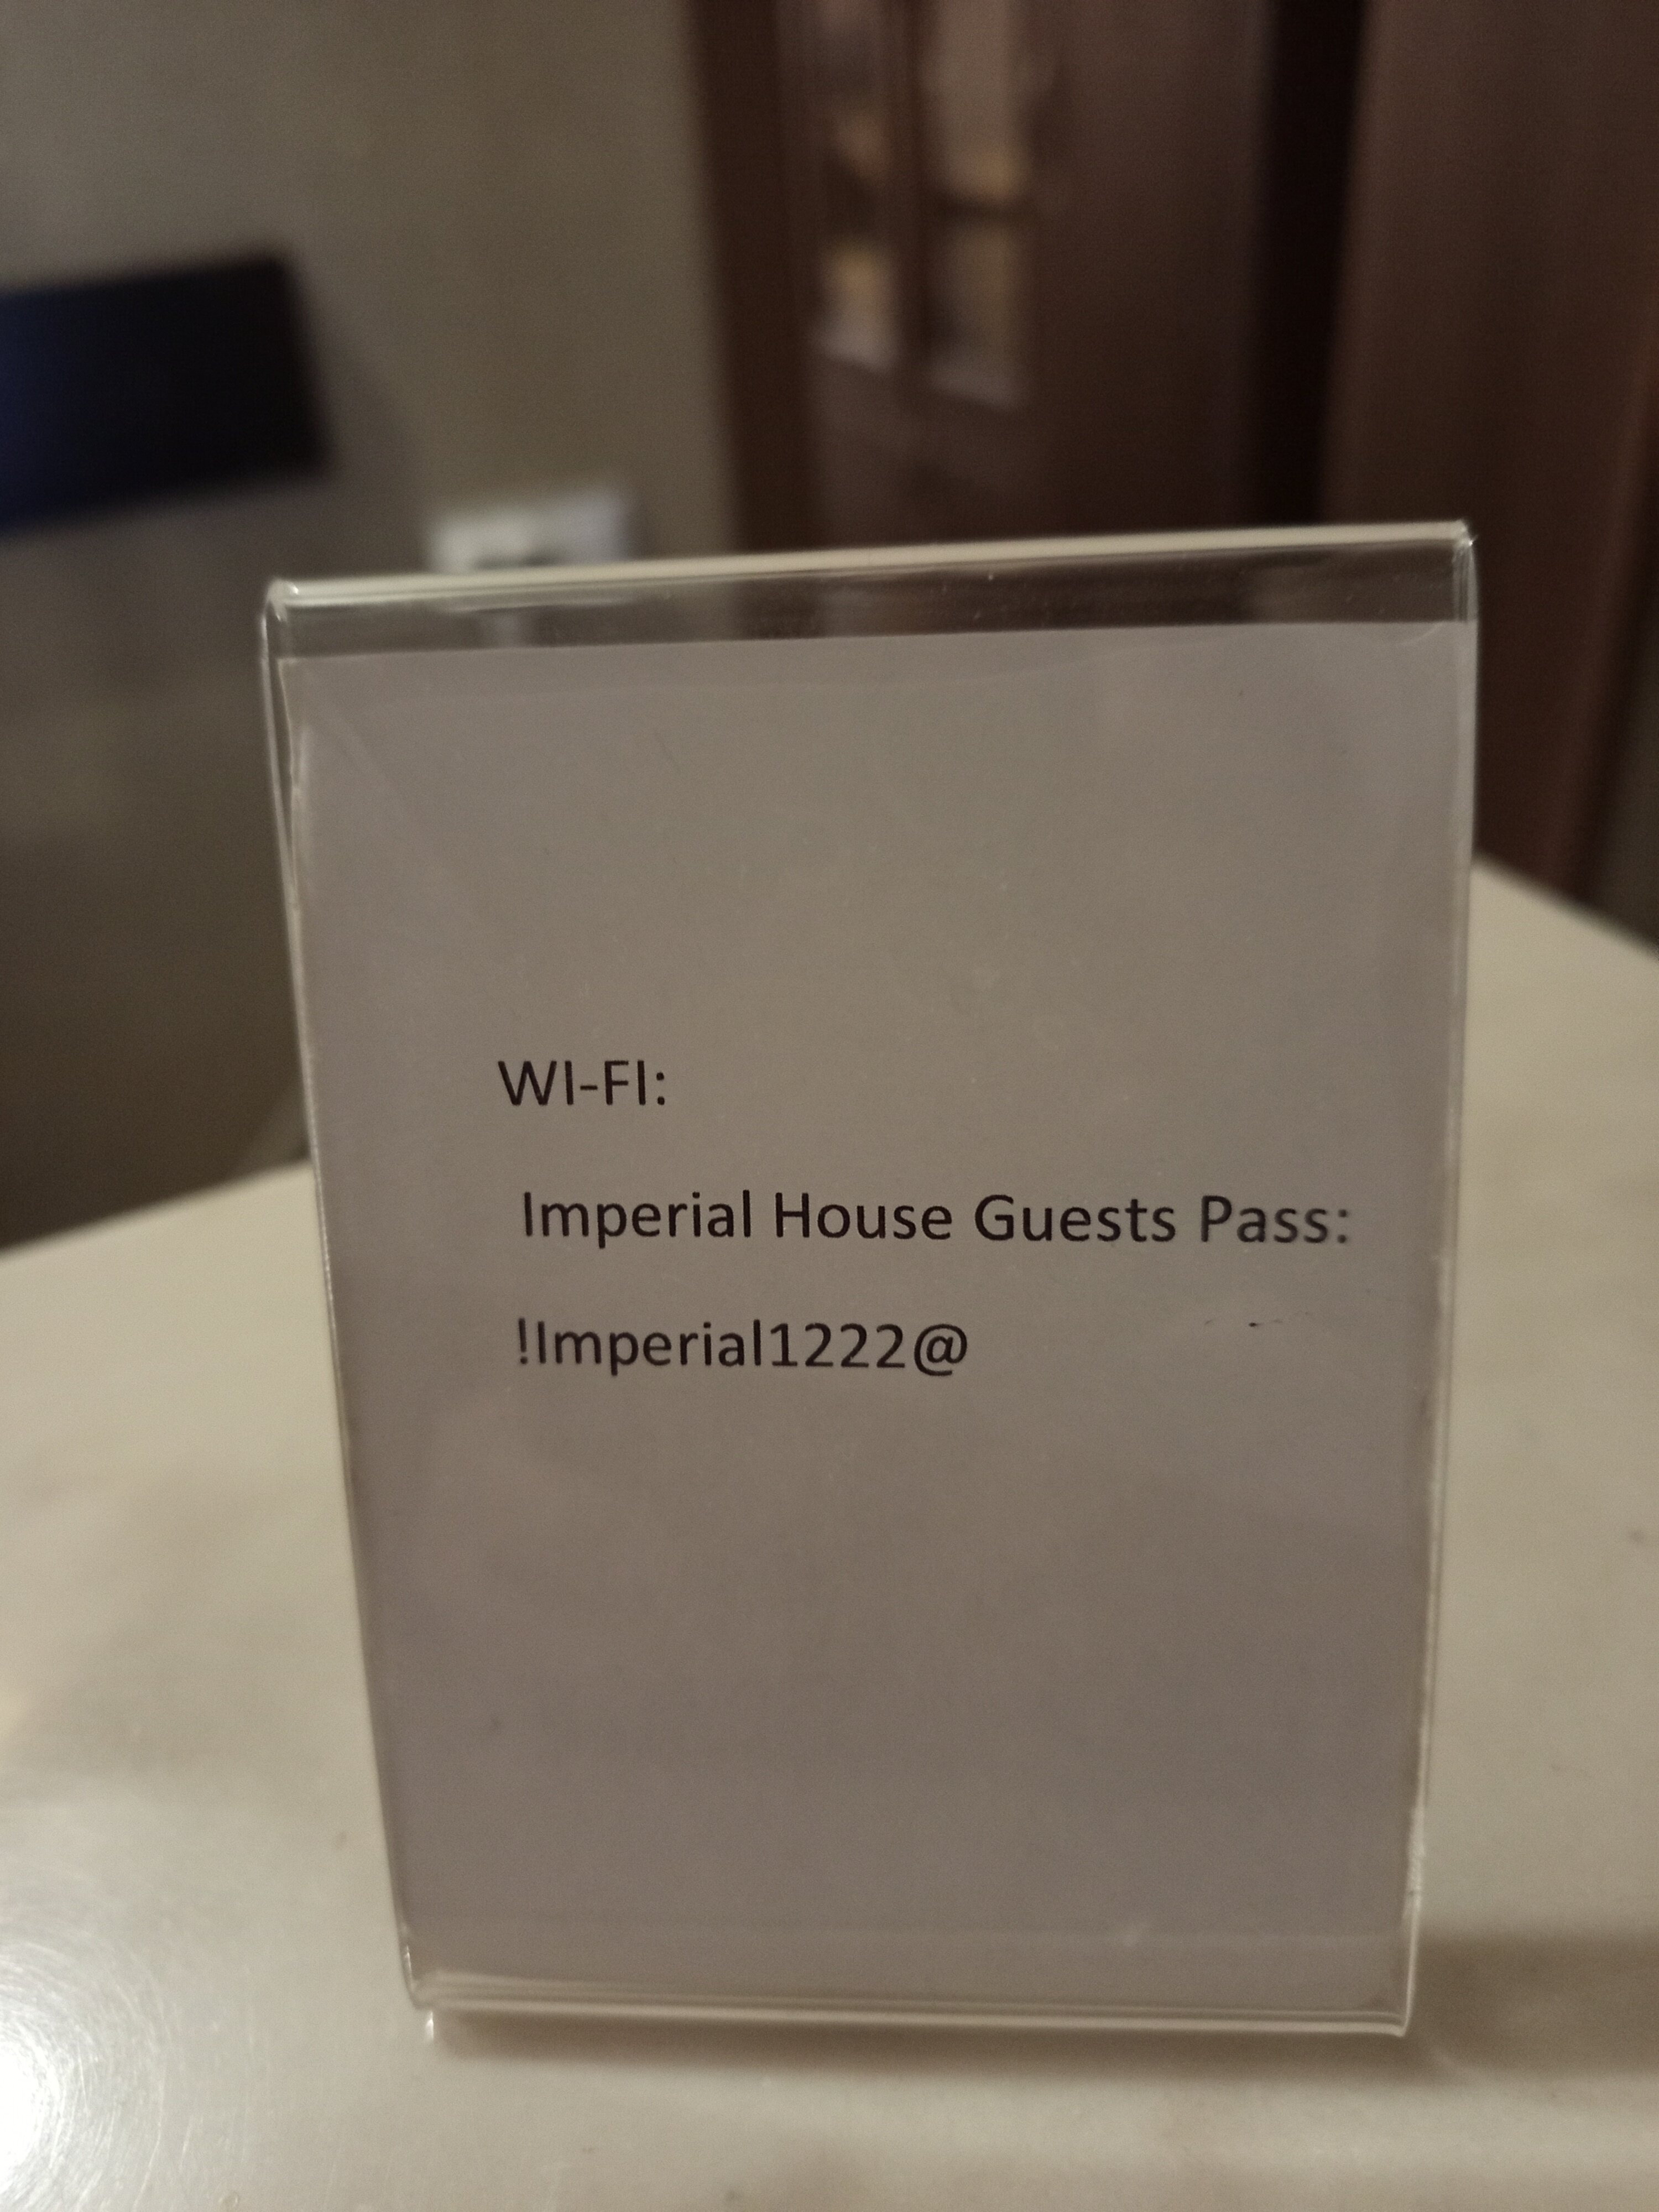 WI-FI:
Imperial House Guests Pass:
!Imperial1222@